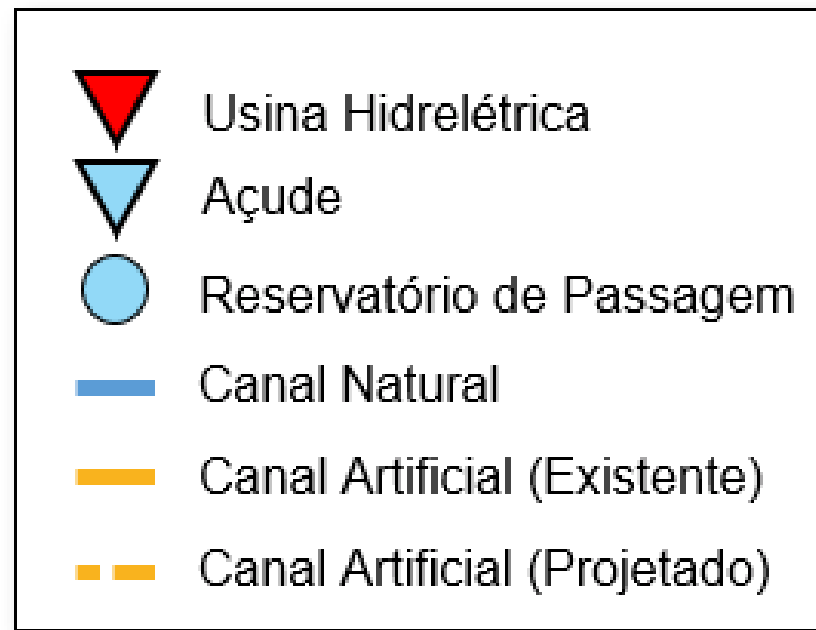 Usina Hidrelétrica
Açude
Reservatório de Passagem
Canal Natural
Canal Artificial (Existente)
Canal Artificial (Projetado)